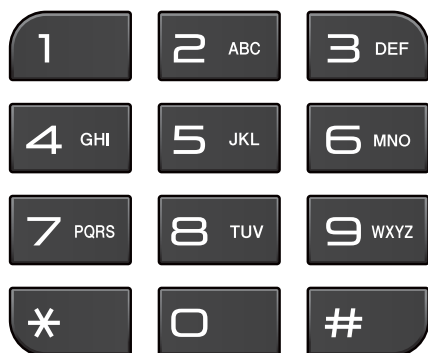 1 2 ABC 3 DEF
4 GHI 5 JKL 6 MNO
7 PQRS 8 TUV 9 WXYZ
* 0 #